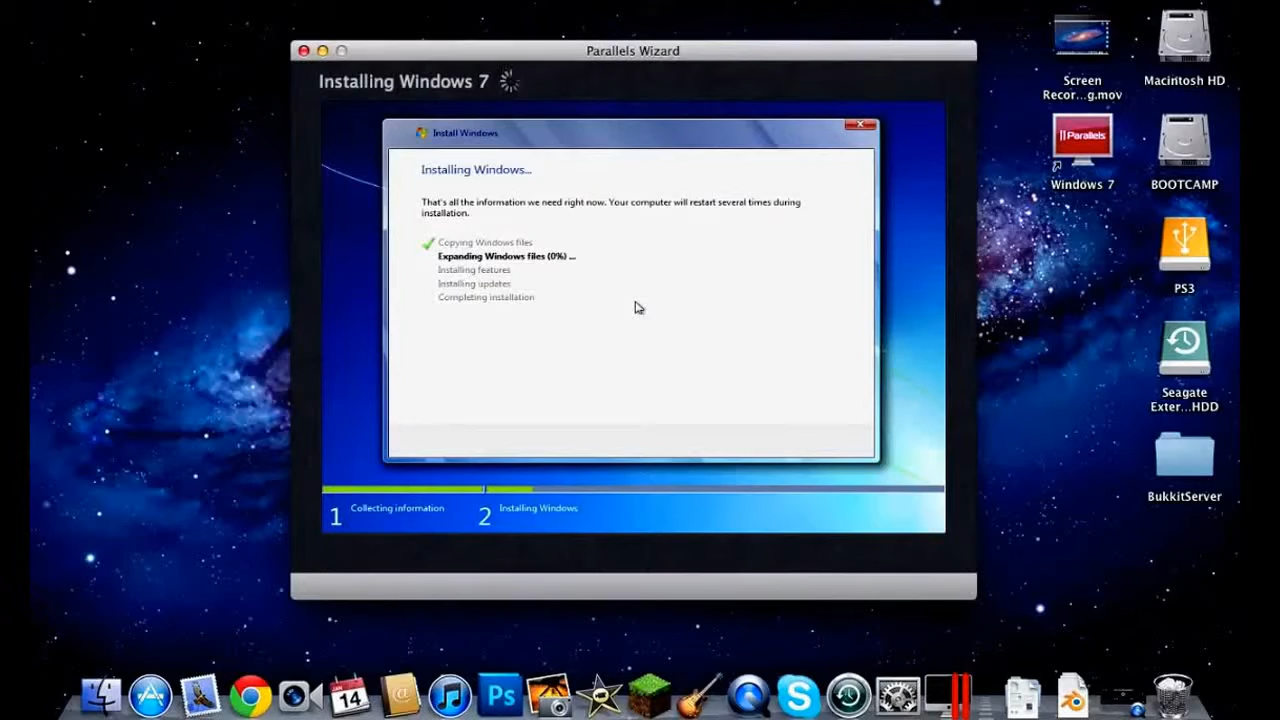 Parallels Wizard
Installing Windows 7
Install Windows
Installing Windows...
That's all the information we need right now. Your computer will restart several times during
installation.
Copying Windows files
Expanding Windows files (0%) ...
Installing features
Installing updates
Completing installation
1 Collecting information
2 Installing Windows
Screen
Recor...g.mov
Macintosh HD
Parallels
Windows 7
BOOTCAMP
PS3
Seagate
Exter...HDD
BukkitServer
14
@
Ps